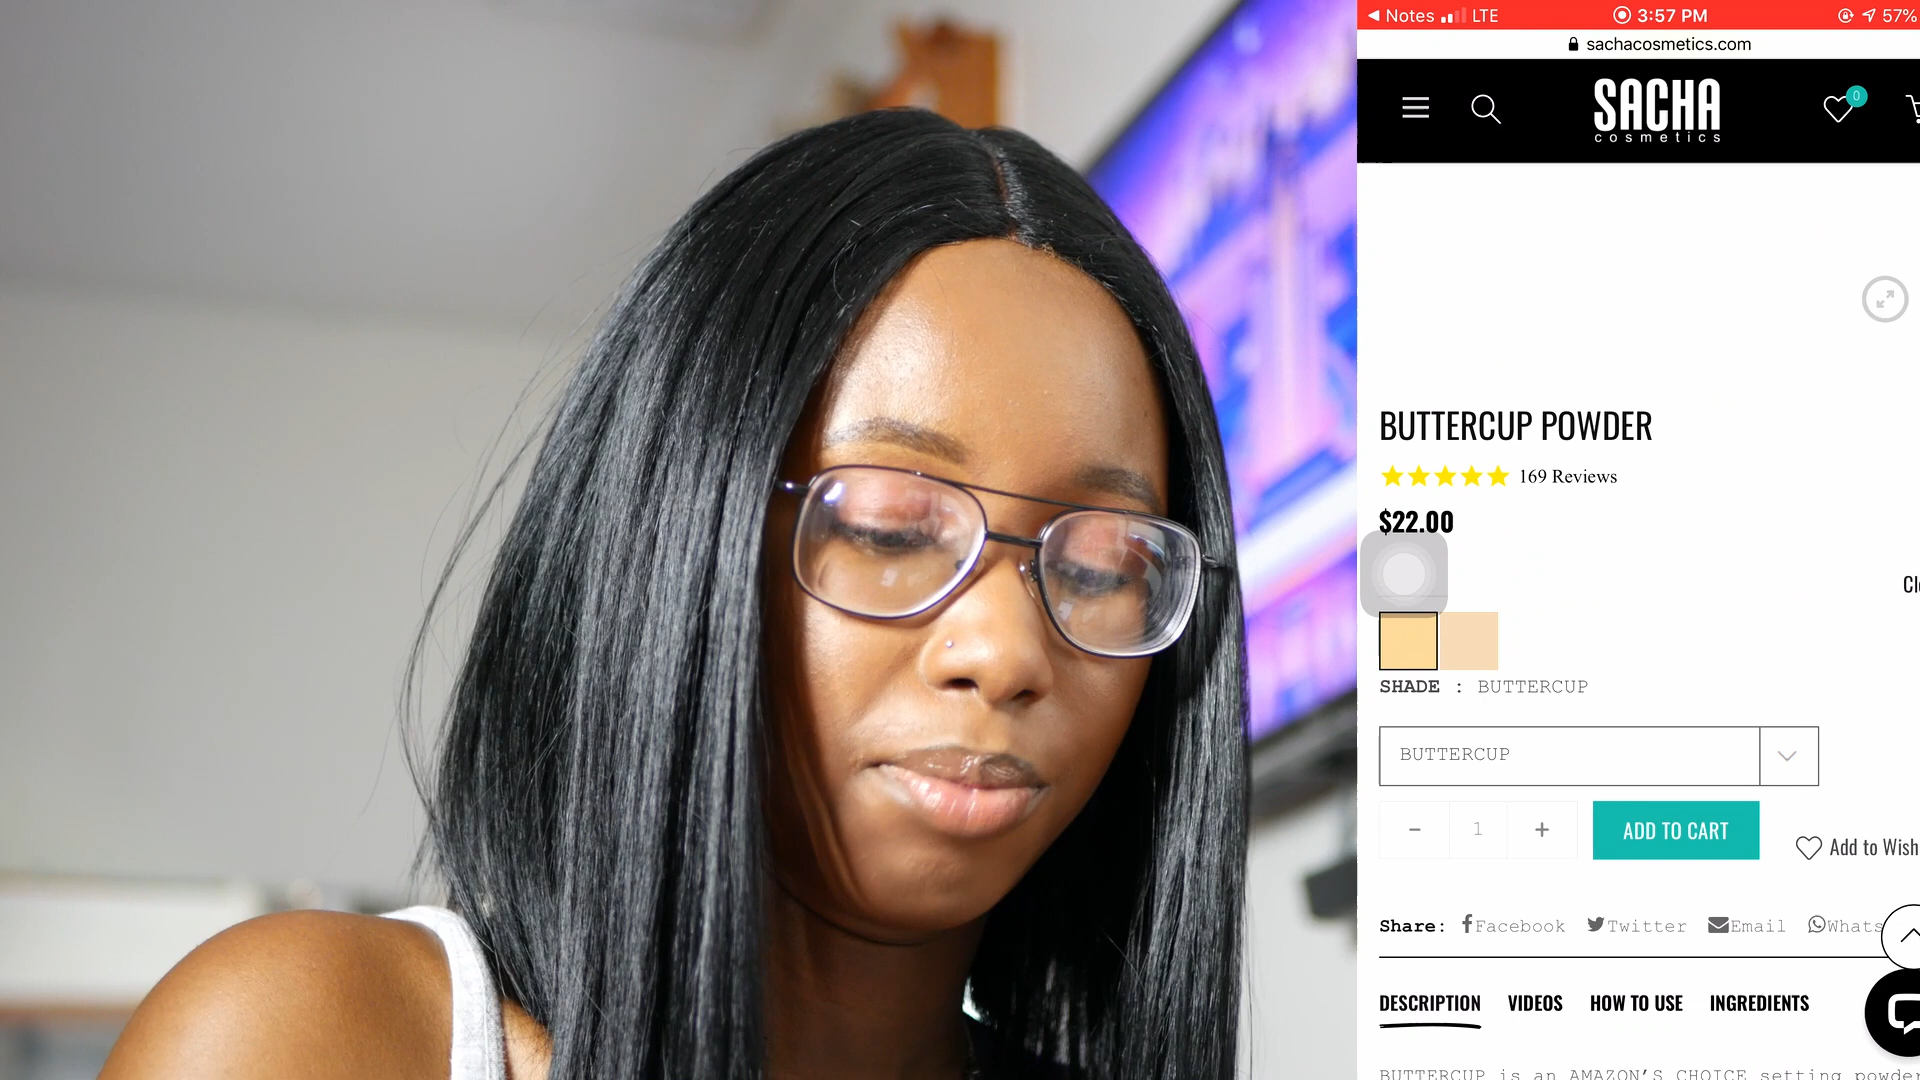 Notes LTE 3:57 PM 57%
sachacosmetics.com
SACHA
cosmetics
0
BUTTERCUP POWDER
169 Reviews
$22.00
SHADE : BUTTERCUP
BUTTERCUP
- 1 + ADD TO CART
Add to Wish
Share: Facebook Twitter Email Whats
DESCRIPTION VIDEOS HOW TO USE INGREDIENTS
BUTTERCUP is an AMAZON'S CHOICE setting powder